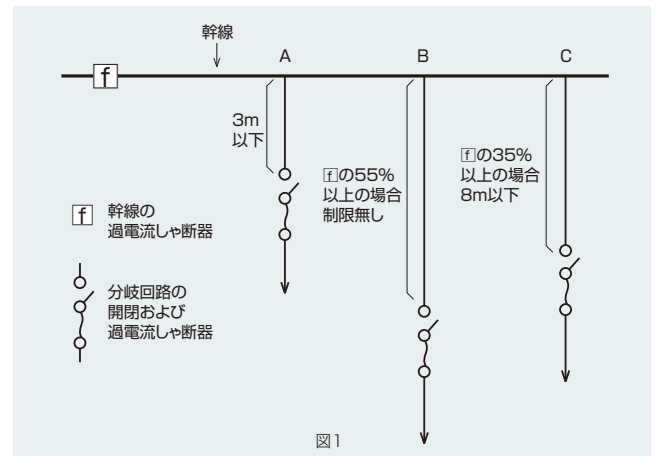 幹線
A
B
C
f
3m
以下
fの55%
以上の場合
制限無し
fの35%
以上の場合
8m以下
f
幹線の
過電流しゃ断器
分岐回路の
開閉および
過電流しゃ断器
図1